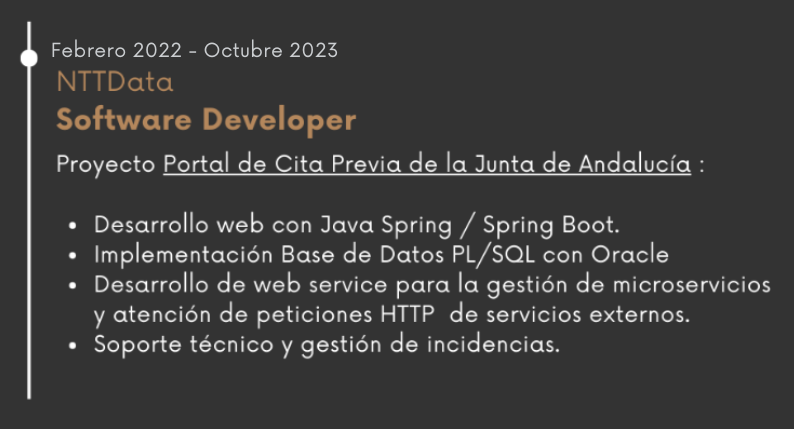 Febrero 2022 - Octubre 2023
NTTData
Software Developer
Proyecto Portal de Cita Previa de la Junta de Andalucía :
• Desarrollo web con Java Spring / Spring Boot.
• Implementación Base de Datos PL/SQL con Oracle
• Desarrollo de web service para la gestión de microservicios
y atención de peticiones HTTP  de servicios externos.
• Soporte técnico y gestión de incidencias.